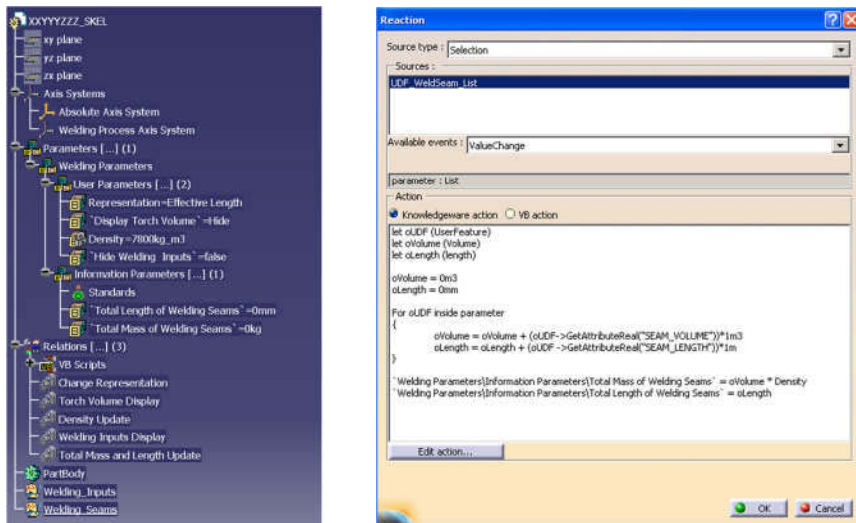 XXYYYZZZ_SKEL
xy plane
yz plane
zx plane
Axis Systems
Absolute Axis System
Welding Process Axis System
Parameters [...] (1)
Welding Parameters
User Parameters [...] (2)
Representation=Effective Length
`Display Torch Volume`=Hide
Density=7800kg_m3
`Hide Welding Inputs`=false
Information Parameters [...] (1)
Standards
`Total Length of Welding Seams`=0mm
`Total Mass of Welding Seams`=0kg
Relations [...] (3)
VB Scripts
Change Representation
Torch Volume Display
Density Update
Welding Inputs Display
Total Mass and Length Update
PartBody
Welding_Inputs
Welding_Seams
Reaction
Source type : Selection
Sources :
UDF_WeldSeam_List
Available events : ValueChange
parameter : List
Action
Knowledgeware action VB action
let oUDF (UserFeature)
let oVolume (Volume)
let oLength (length)
oVolume = 0m3
oLength = 0mm
For oUDF inside parameter
{
oVolume = oVolume + (oUDF->GetAttributeReal("SEAM_VOLUME"))*1m3
oLength = oLength + (oUDF ->GetAttributeReal("SEAM_LENGTH"))*1m
}
`Welding Parameters\Information Parameters\Total Mass of Welding Seams` = oVolume * Density
`Welding Parameters\Information Parameters\Total Length of Welding Seams` = oLength
Edit action...
OK Cancel